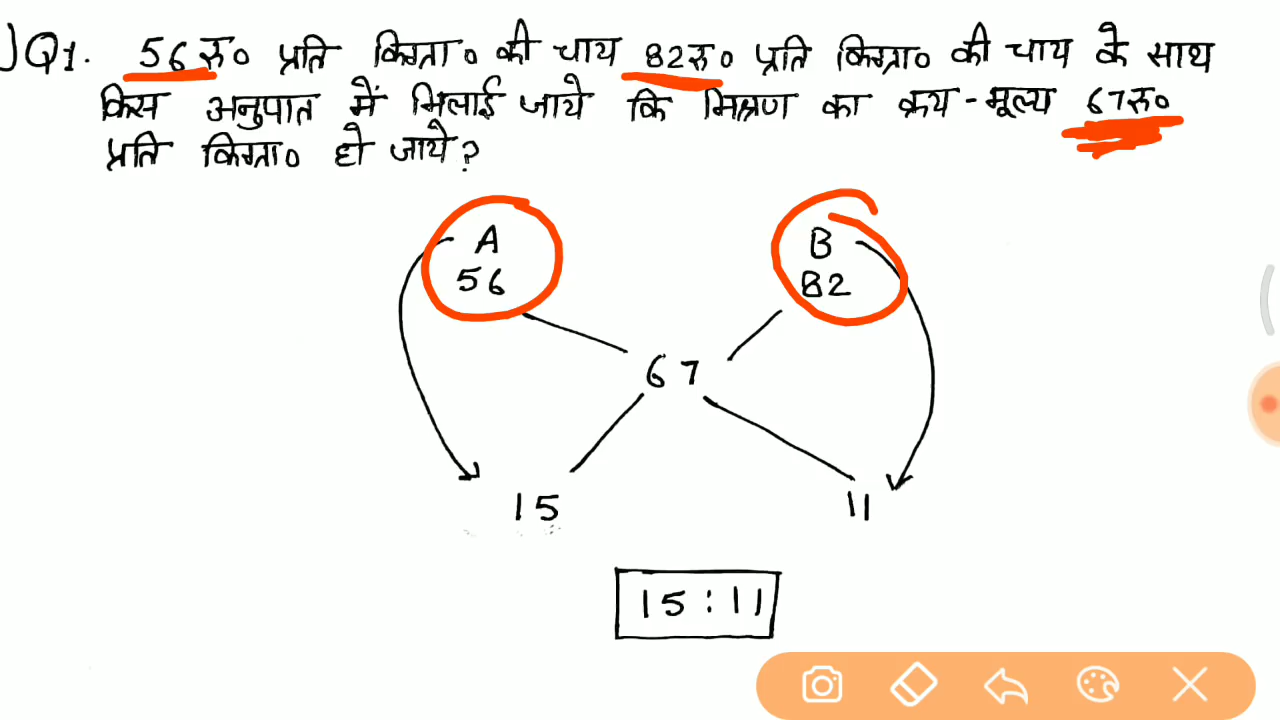 Q1. 56रु० प्रति किग्रा० की चाय 82रु० प्रति किग्रा० की चाय के साथ
किस अनुपात में मिलाई जाये कि मिश्रण का क्रय-मूल्य 67रु०
प्रति किग्रा० हो जाये?
A B
56 82
67
15 11
15:11